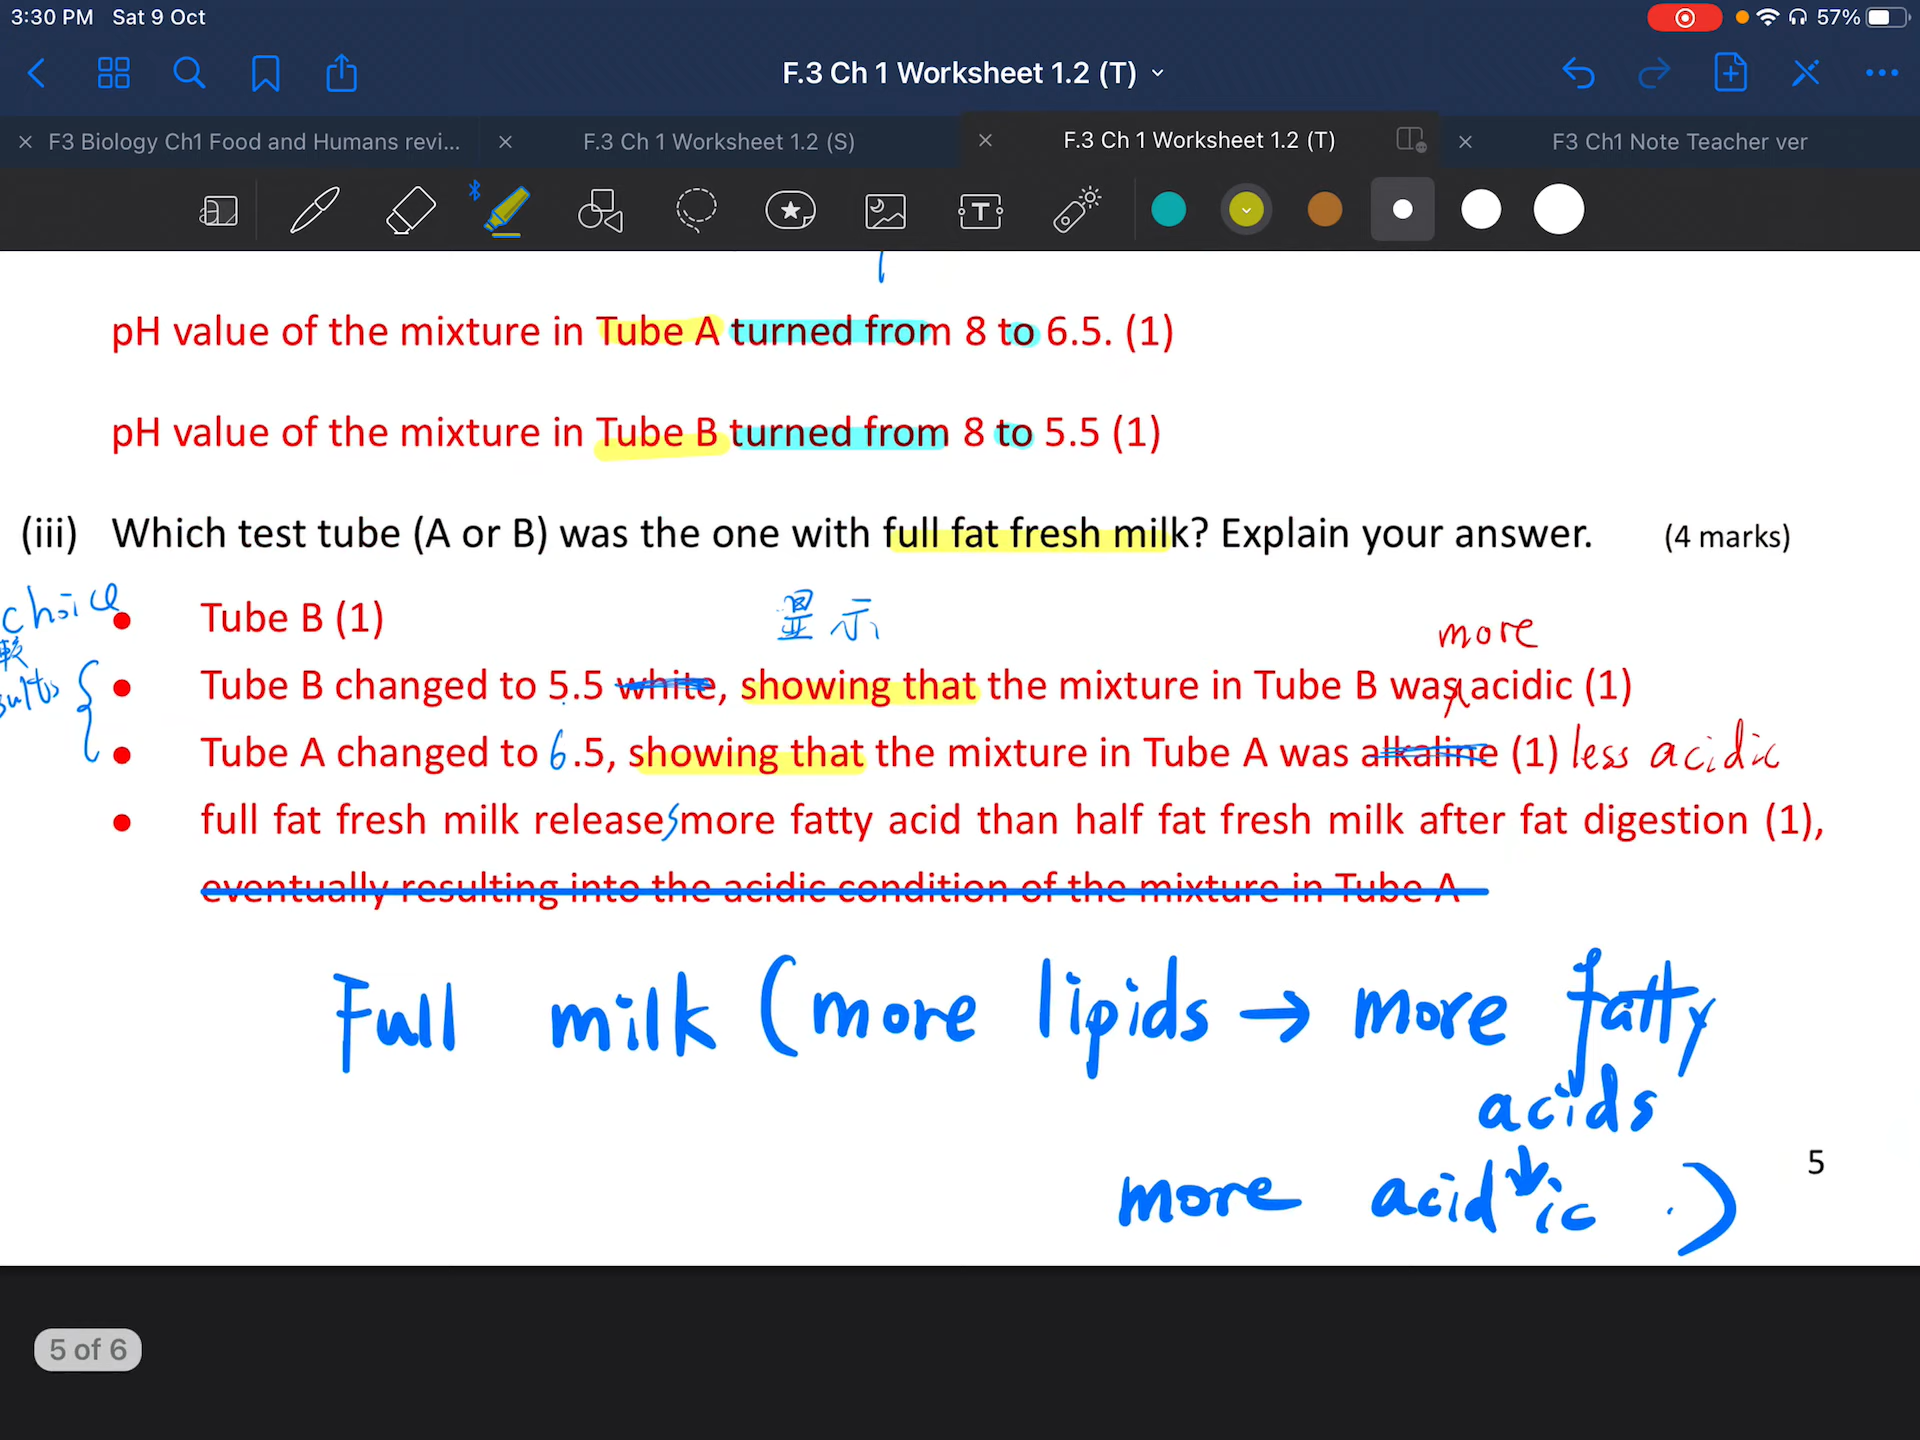 3:30 PM Sat 9 Oct 57%
F.3 Ch 1 Worksheet 1.2 (T)
F3 Biology Ch1 Food and Humans revi... F.3 Ch 1 Worksheet 1.2 (S) F.3 Ch 1 Worksheet 1.2 (T) F3 Ch1 Note Teacher ver
pH value of the mixture in Tube A turned from 8 to 6.5. (1)
pH value of the mixture in Tube B turned from 8 to 5.5 (1)
(iii) Which test tube (A or B) was the one with full fat fresh milk? Explain your answer. (4 marks)
choice
• Tube B (1)
显示
more
• Tube B changed to 5.5 white, showing that the mixture in Tube B was acidic (1)
• Tube A changed to 6.5, showing that the mixture in Tube A was alkaline (1) less acidic
• full fat fresh milk releases more fatty acid than half fat fresh milk after fat digestion (1),
eventually resulting into the acidic condition of the mixture in Tube A
Full milk (more lipids → more fatty
acids
more acidic .)
5
5 of 6